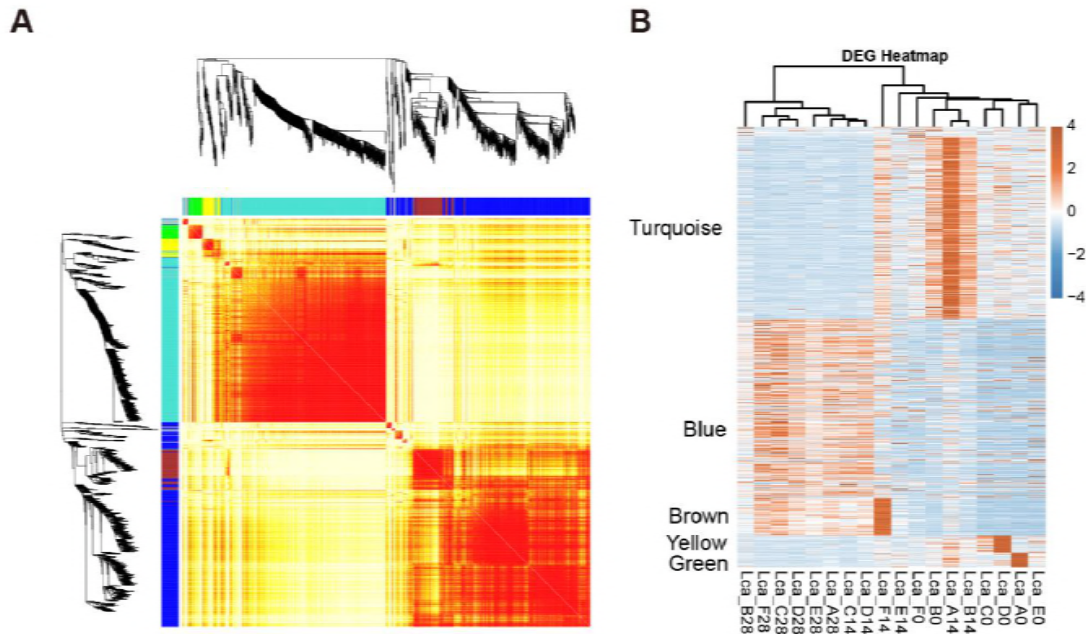 A
B
DEG Heatmap
4
2
0
−2
−4
Turquoise
Blue
Brown
Yellow
Green
Lca_B28
Lca_F28
Lca_C28
Lca_D28
Lca_E28
Lca_A28
Lca_C14
Lca_D14
Lca_F14
Lca_E14
Lca_F0
Lca_B0
Lca_A14
Lca_B14
Lca_C0
Lca_D0
Lca_A0
Lca_E0